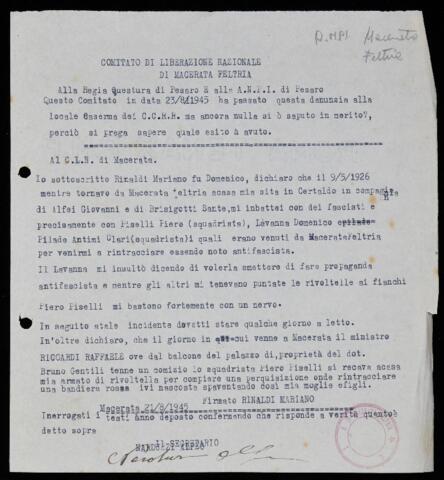 Macerata
Feltria
COMITATO DI LIBERAZIONE NAZIONALE
DI MACERATA FELTRIA
Alla Regia Questura di Pesaro E alla A.N.P.I. di Pesaro
Questo Comitato in data 23/8/1945 ha passato questa denunzia alla
locale Caserma dei C.C.R.R. ma ancora nulla si è saputo in merito?,
perciò si prega sapere quale esito à avuto.
Al C.L.N. di Macerata.
Io sottoscritto Rinaldi Mariano fu Domenico, dichiaro che il 9/5/1926
mentre tornavo da Macerata Feltria acasa mia sita in Certaldo in compagnia
di Alfei Giovanni e di Brisigotti Sante, mi imbattei con dei fascisti e
precisamente con Piselli Piero (squadrista), Lavanna Domenico
Pilade Antimi Ulari(squadrista)i quali erano venuti da MacerataFeltria
per venirmi a rintracciare essendo noto antifascista.
Il Lavanna mi insultò dicendo di volerla smettere di fare propaganda
antifascista e mentre gli altri mi tenevano puntate le rivoltelle ai fianchi
Piero Piselli mi bastono fortemente con un nervo.
In seguito atale incidente dovetti stare qualche giorno a letto.
In'oltre dichiaro, che il giorno in cui venne a Macerata il ministro
RICCARDI RAFFAELE ove dal balcone del palazzo di,proprietà del dot.
Bruno Gentili tenne un comizio lo squadrista Piero Piselli si recava acasa
mia armato di rivoltella per compiere una perquisizione onde rintracciare
una bandiera rossa ivi nascosta spaventando così mia moglie efigli.
Firmato RINALDI MARIANO
Macerata 21/8/1945
Interrogati i testi anno deposto confermando che risponde a verità quantoè
detto sopra
Il SEGRETARIO